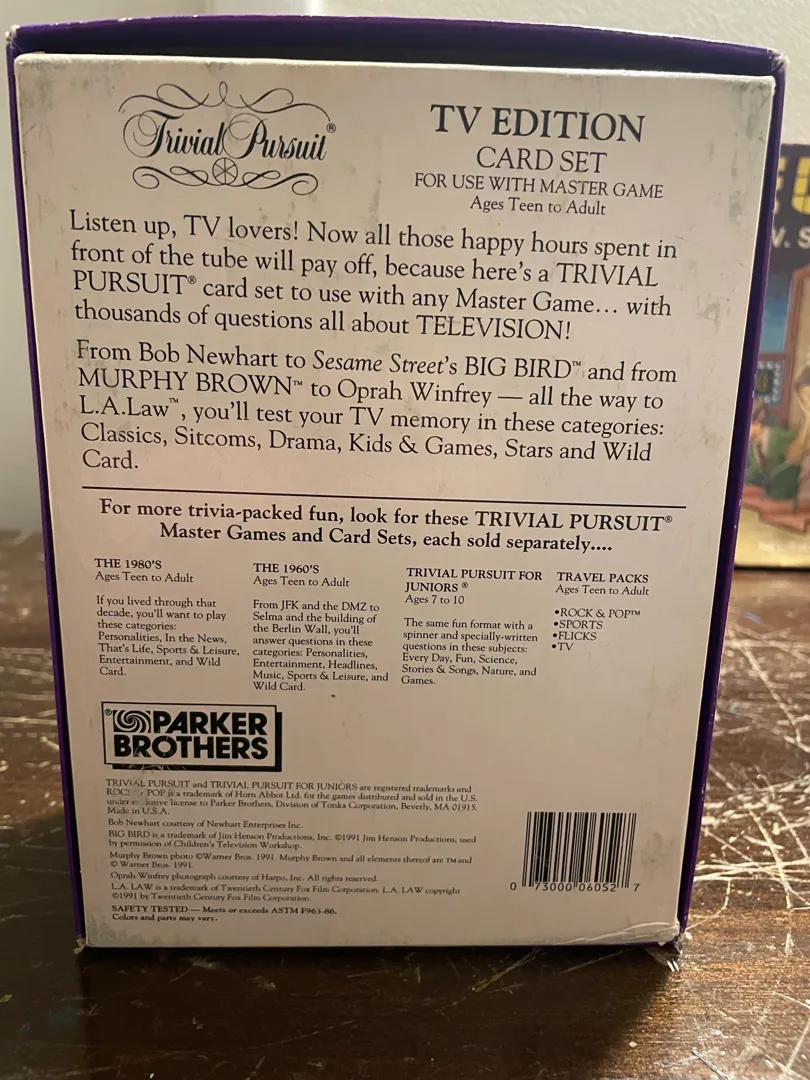 Trivial Pursuit®
TV EDITION
CARD SET
FOR USE WITH MASTER GAME
Ages Teen to Adult
Listen up, TV lovers! Now all those happy hours spent in
front of the tube will pay off, because here's a TRIVIAL
PURSUIT® card set to use with any Master Game... with
thousands of questions all about TELEVISION!
From Bob Newhart to Sesame Street's BIG BIRD™ and from
MURPHY BROWN™ to Oprah Winfrey — all the way to
L.A.Law™, you'll test your TV memory in these categories:
Classics, Sitcoms, Drama, Kids & Games, Stars and Wild
Card.
For more trivia-packed fun, look for these TRIVIAL PURSUIT®
Master Games and Card Sets, each sold separately....
THE 1980'S
Ages Teen to Adult
If you lived through that
decade, you'll want to play
these categories:
Personalities, In the News,
That's Life, Sports & Leisure,
Entertainment, and Wild
Card.
THE 1960'S
Ages Teen to Adult
From JFK and the DMZ to
Selma and the building of
the Berlin Wall, you'll
answer questions in these
categories: Personalities,
Entertainment, Headlines,
Music, Sports & Leisure, and
Wild Card.
TRIVIAL PURSUIT FOR
JUNIORS ®
Ages 7 to 10
The same fun format with a
spinner and specially-written
questions in these subjects:
Every Day, Fun, Science,
Stories & Songs, Nature, and
Games.
TRAVEL PACKS
Ages Teen to Adult
•ROCK & POP™
•SPORTS
•FLICKS
•TV
®PARKER
BROTHERS
TRIVIAL PURSUIT and TRIVIAL PURSUIT FOR JUNIORS are registered trademarks and
POP is a trademark of Horn Abbot Ltd. for the games distributed and sold in the U.S.
under license to Parker Brothers, Division of Tonka Corporation, Beverly, MA 01915.
Made in U.S.A.
Bob Newhart courtesy of Newhart Enterprises Inc.
BIG BIRD is a trademark of Jim Henson Productions, Inc. ©1991 Jim Henson Productions, used
by permission of Children's Television Workshop.
Murphy Brown photo ©Warner Bros. 1991. Murphy Brown and all elements thereof are TM and
© Warner Bros. 1991.
Oprah Winfrey photograph courtesy of Harpo, Inc. All rights reserved.
L.A. LAW is a trademark of Twentieth Century Fox Film Corporation. L.A. LAW copyright
©1991 by Twentieth Century Fox Film Corporation.
SAFETY TESTED — Meets or exceeds ASTM F963-86.
Colors and parts may vary.
0 73000 06052 7